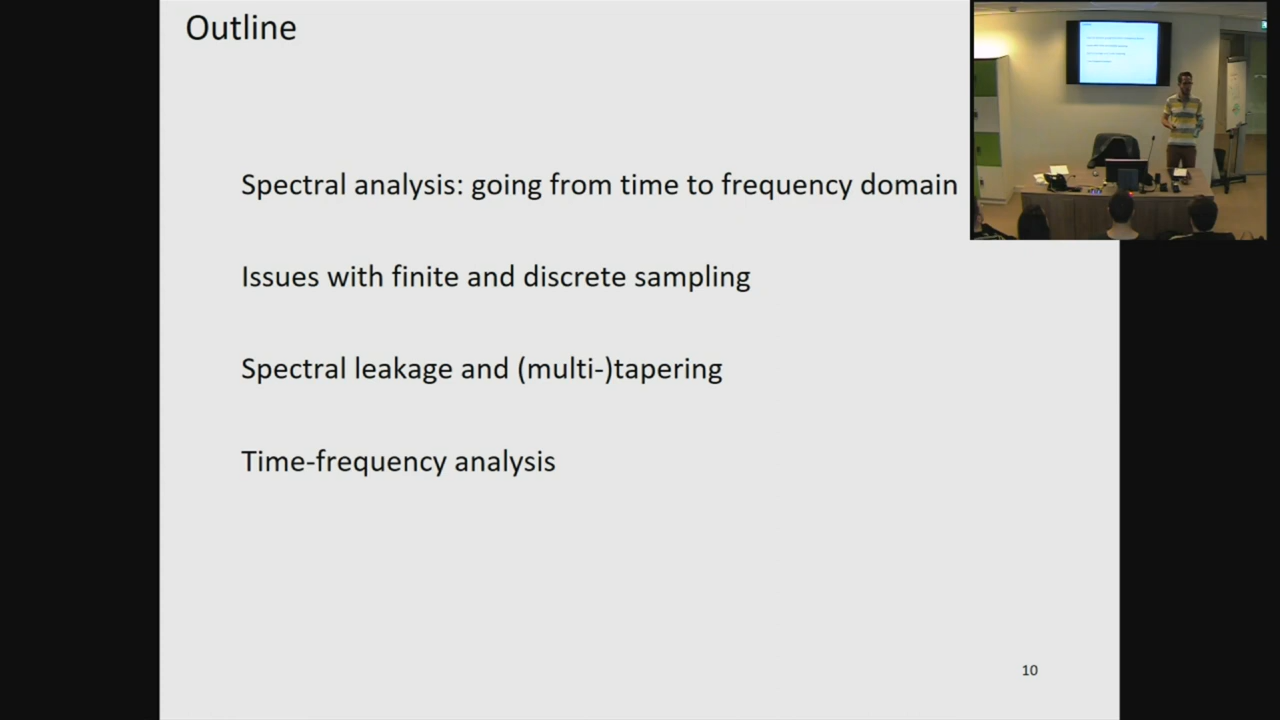 Outline
Spectral analysis: going from time to frequency domain
Issues with finite and discrete sampling
Spectral leakage and (multi-)tapering
Time-frequency analysis
10